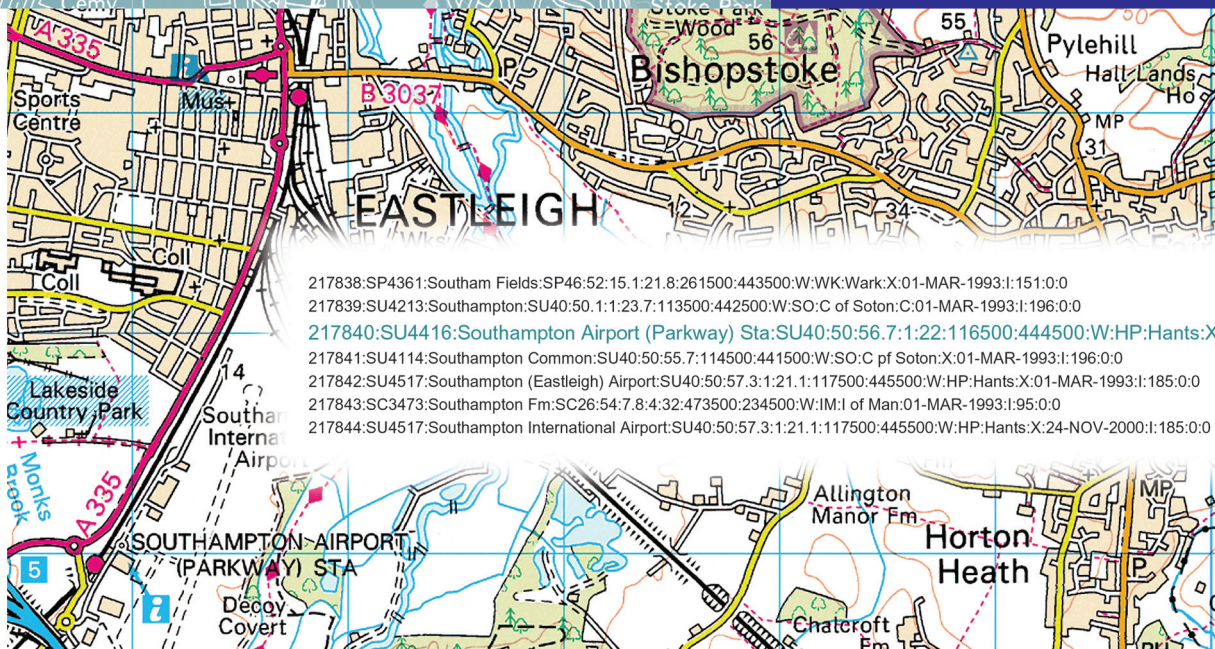 Cemy
Stoke Park
Wood 56
55
A 335
Pylehill
Bishopstoke
Hall Lands
Ho
P
Sports
Centre
Mus
B 3037
MP
31
EASTLEIGH
12
34
Wks
Coll
Coll
217838:SP4361:Southam Fields:SP46:52:15.1:21.8:261500:443500:W:WK:Wark:X:01-MAR-1993:I:151:0:0
217839:SU4213:Southampton:SU40:50.1:1:23.7:113500:442500:W:SO:C of Soton:C:01-MAR-1993:I:196:0:0
217840:SU4416:Southampton Airport (Parkway) Sta:SU40:50:56.7:1:22:116500:444500:W:HP:Hants:X
217841:SU4114:Southampton Common:SU40:50:55.7:114500:441500:W:SO:C pf Soton:X:01-MAR-1993:I:196:0:0
217842:SU4517:Southampton (Eastleigh) Airport:SU40:50:57.3:1:21.1:117500:445500:W:HP:Hants:X:01-MAR-1993:I:185:0:0
217843:SC3473:Southampton Fm:SC26:54:7.8:4:32:473500:234500:W:IM:I of Man:01-MAR-1993:I:95:0:0
217844:SU4517:Southampton International Airport:SU40:50:57.3:1:21.1:117500:445500:W:HP:Hants:X:24-NOV-2000:I:185:0:0
14
Lakeside
Country Park
Southam
Internat
Airport
Monks
Brook
A 335
Fm
Allington
Manor Fm
MP
Horton
Heath
SOUTHAMPTON AIRPORT
(PARKWAY) STA
5
P
i
Decoy
Covert
Chalcroft
Fm